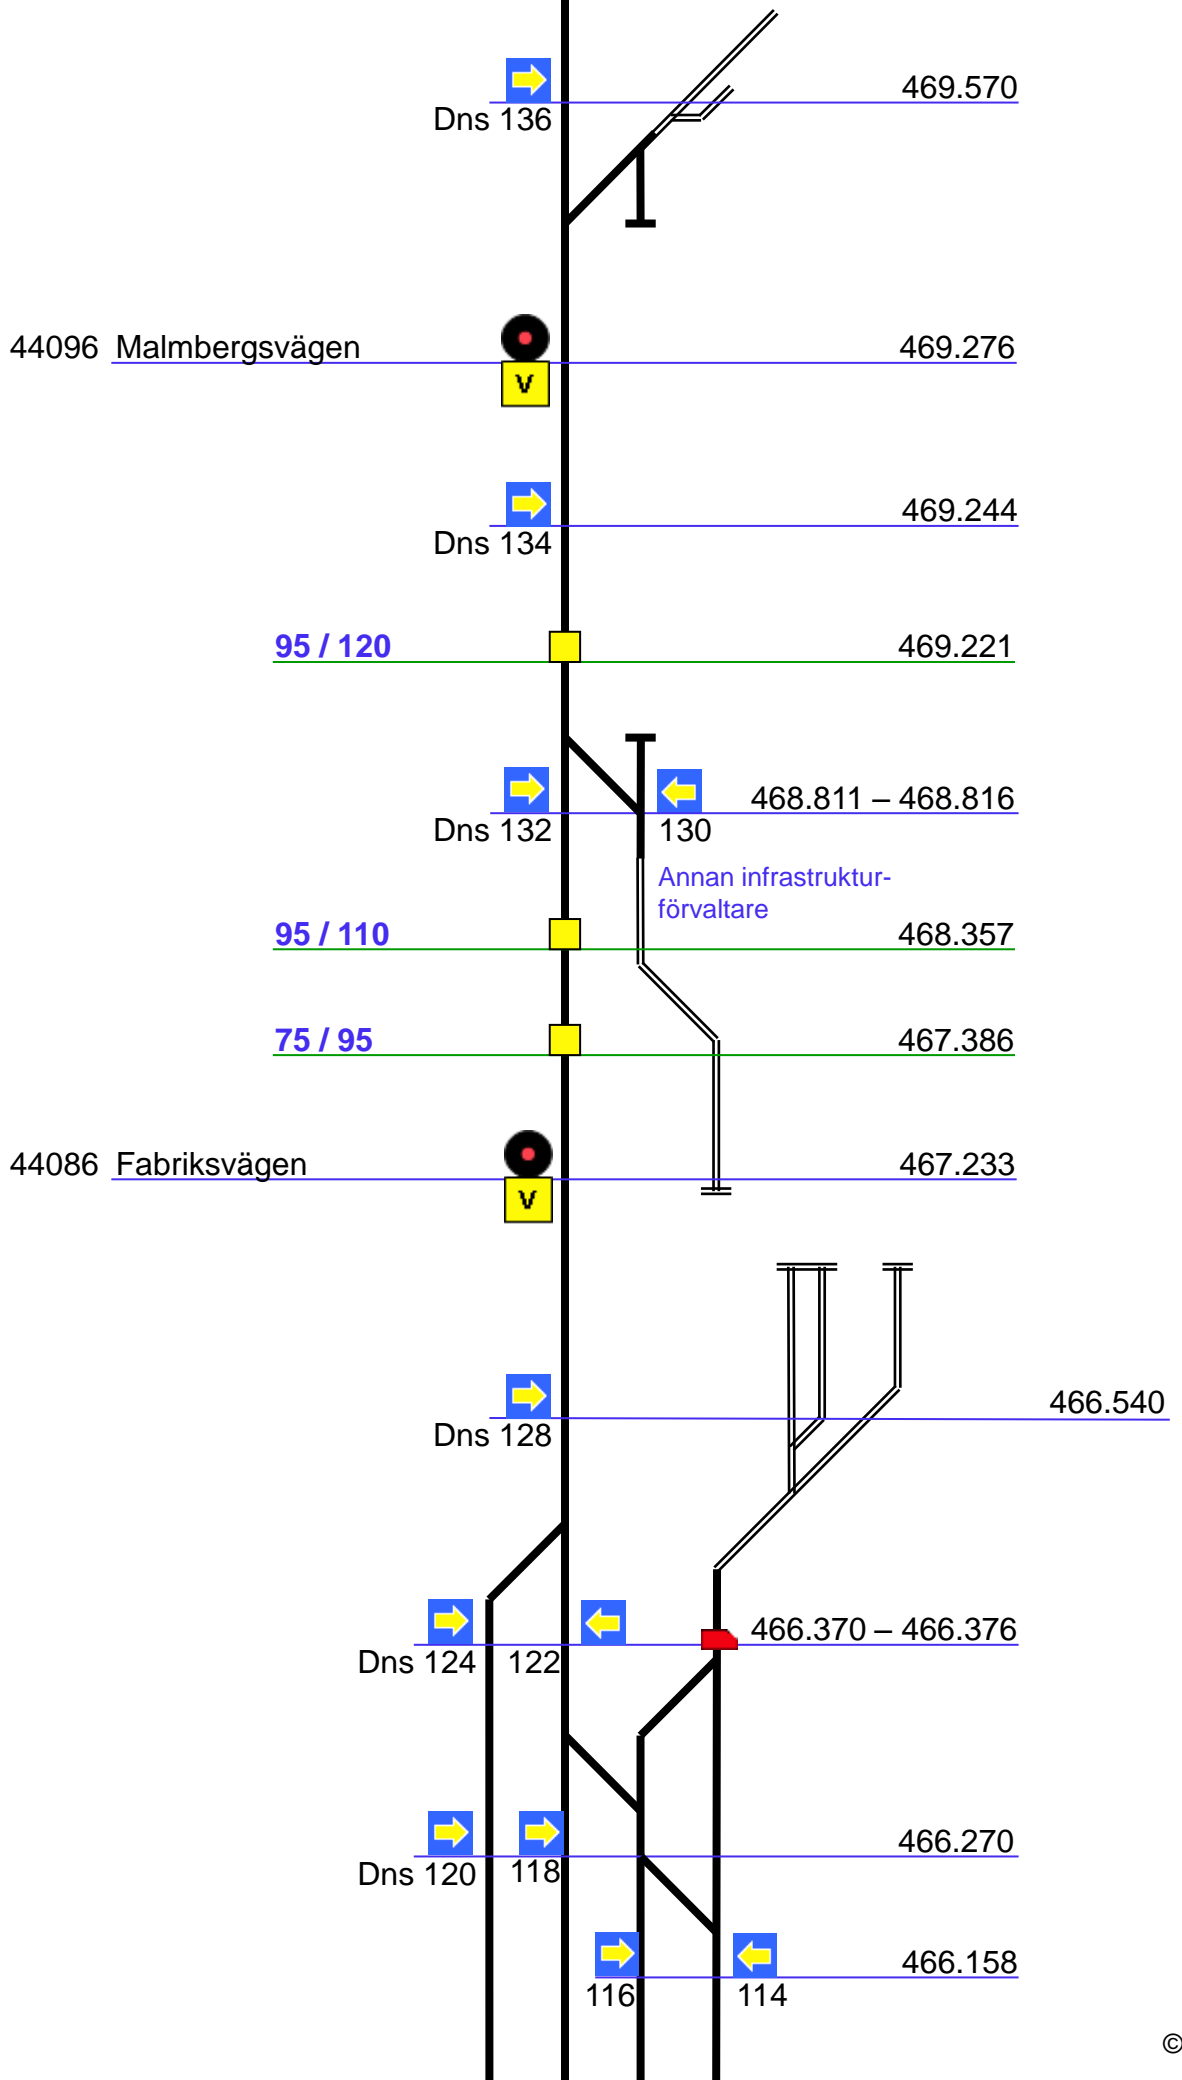 469.570
Dns 136
44096 Malmbergsvägen 469.276
V
469.244
Dns 134
95 / 120 469.221
468.811 – 468.816
Dns 132 130
Annan infrastruktur-
förvaltare
95 / 110 468.357
75 / 95 467.386
44086 Fabriksvägen 467.233
V
466.540
Dns 128
466.370 – 466.376
Dns 124 122
466.270
Dns 120 118
466.158
116 114
©